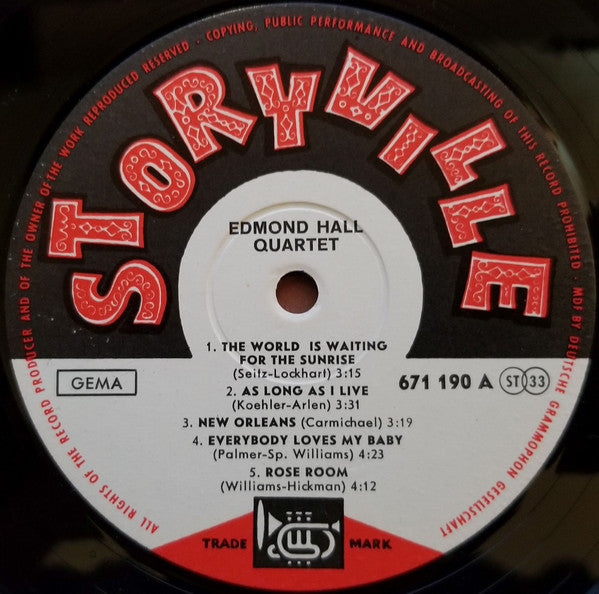 ALL RIGHTS OF THE RECORD PRODUCER AND OF THE OWNER OF THE WORK REPRODUCED RESERVED · COPYING, PUBLIC PERFORMANCE AND BROADCASTING OF THIS RECORD PROHIBITED MDF BY DEUTSCHE GRAMMOPHON GESELLSCHAFT
STORYVILLE
EDMOND HALL
QUARTET
1. THE WORLD IS WAITING
FOR THE SUNRISE
(Seitz-Lockhart) 3:15
2. AS LONG AS I LIVE
(Koehler-Arlen) 3:31
3. NEW ORLEANS (Carmichael) 3:19
4. EVERYBODY LOVES MY BABY
(Palmer-Sp. Williams) 4:23
5. ROSE ROOM
(Williams-Hickman) 4:12
GEMA
671 190 A ST 33
TRADE MARK